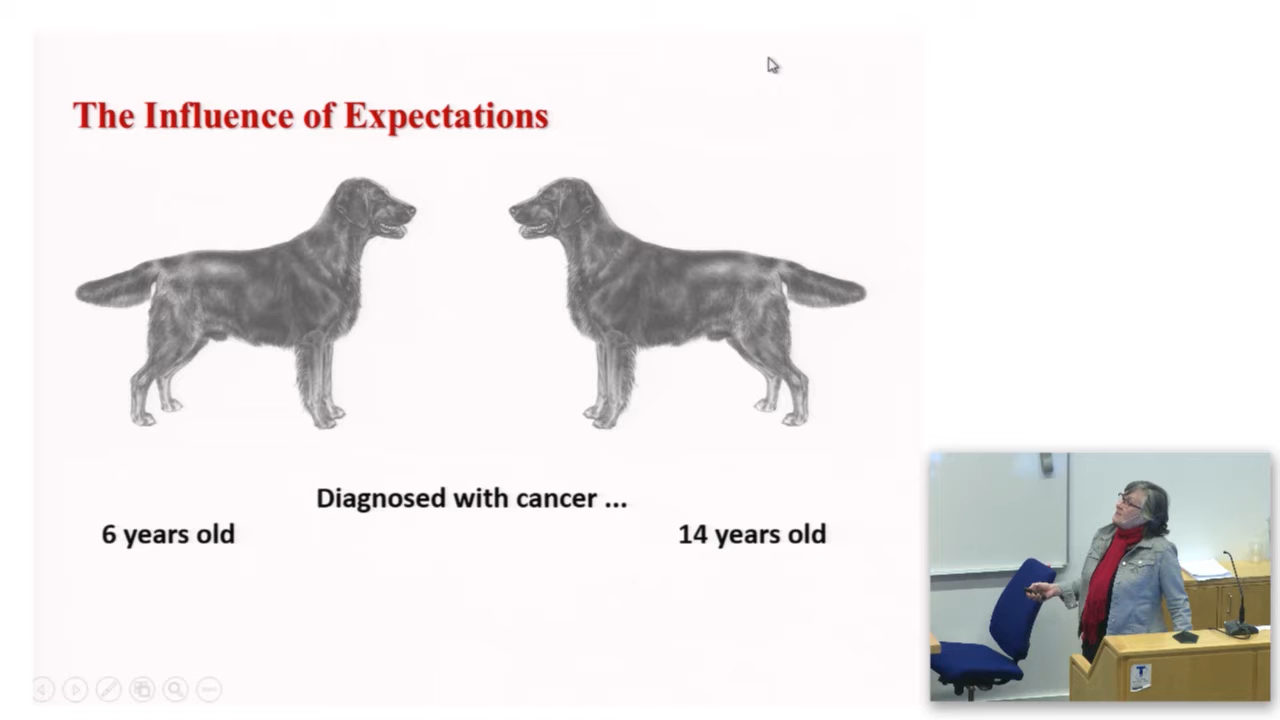 The Influence of Expectations
Diagnosed with cancer ...
6 years old
14 years old